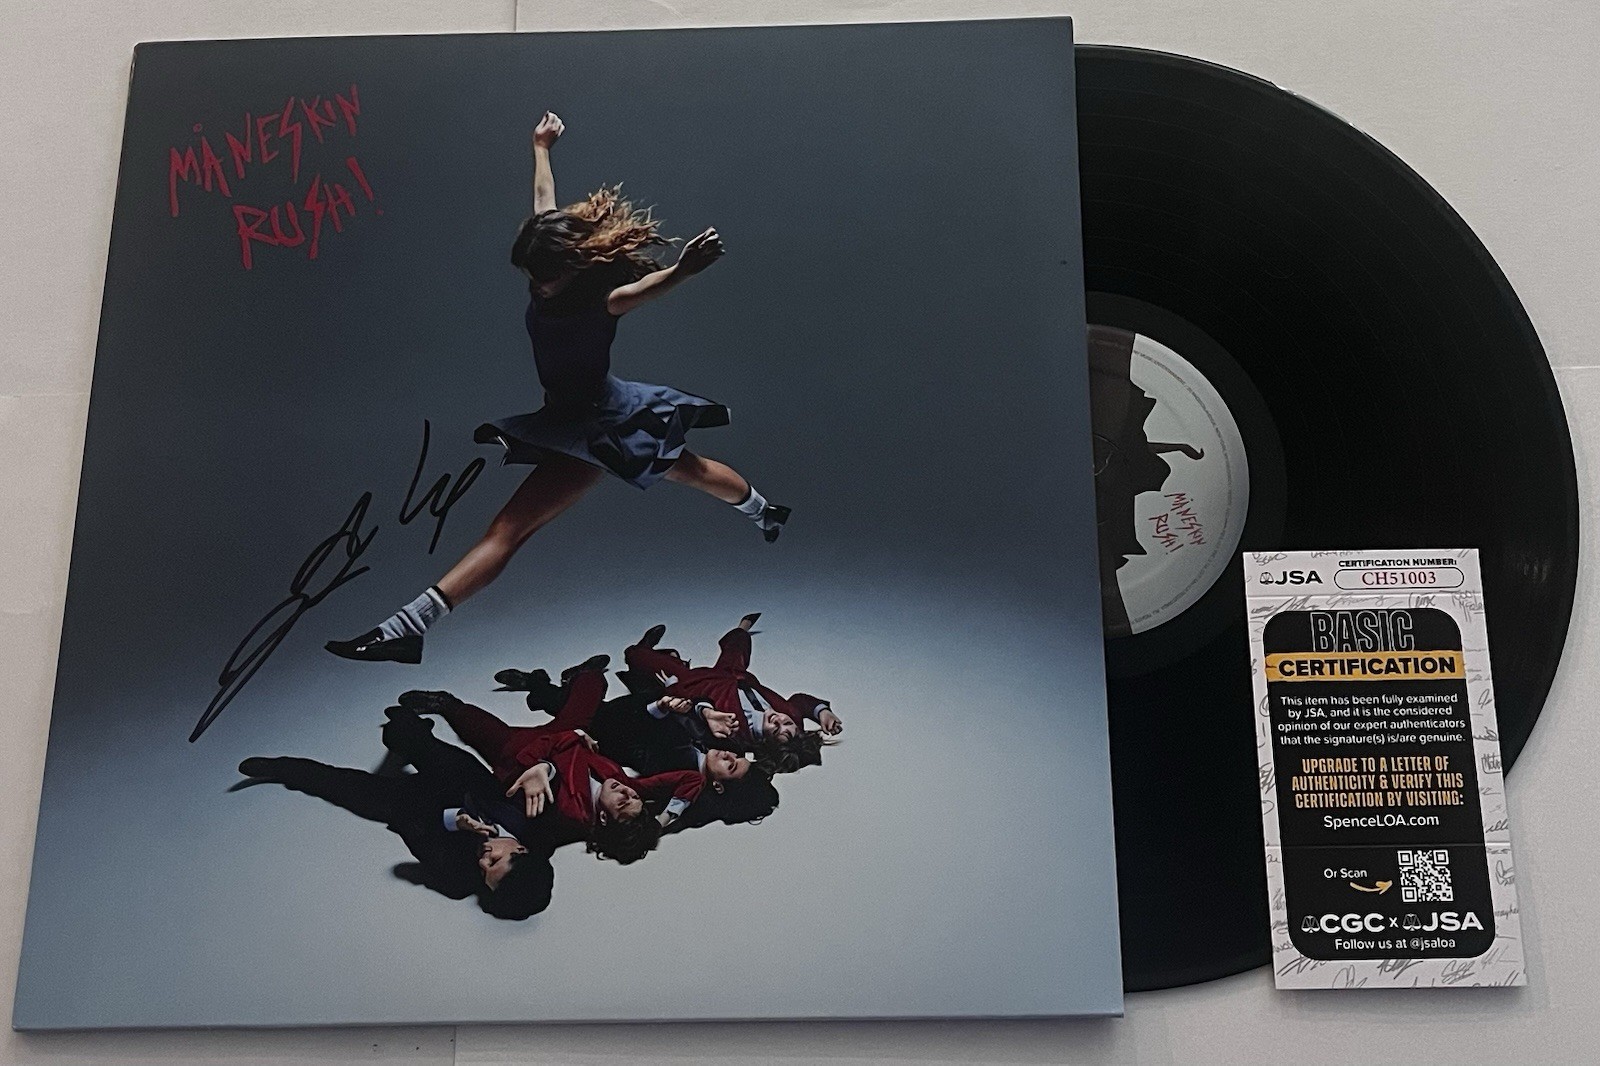 MÅNESKIN
RUSH!
MÅNESKIN
RUSH!
JSA
CERTIFICATION NUMBER:
CH51003
BASIC
CERTIFICATION
This item has been fully examined
by JSA, and it is the considered
opinion of our expert authenticators
that the signature(s) is/are genuine.
UPGRADE TO A LETTER OF
AUTHENTICITY & VERIFY THIS
CERTIFICATION BY VISITING:
SpenceLOA.com
Or Scan
CGC x JSA
Follow us at @jsaloa